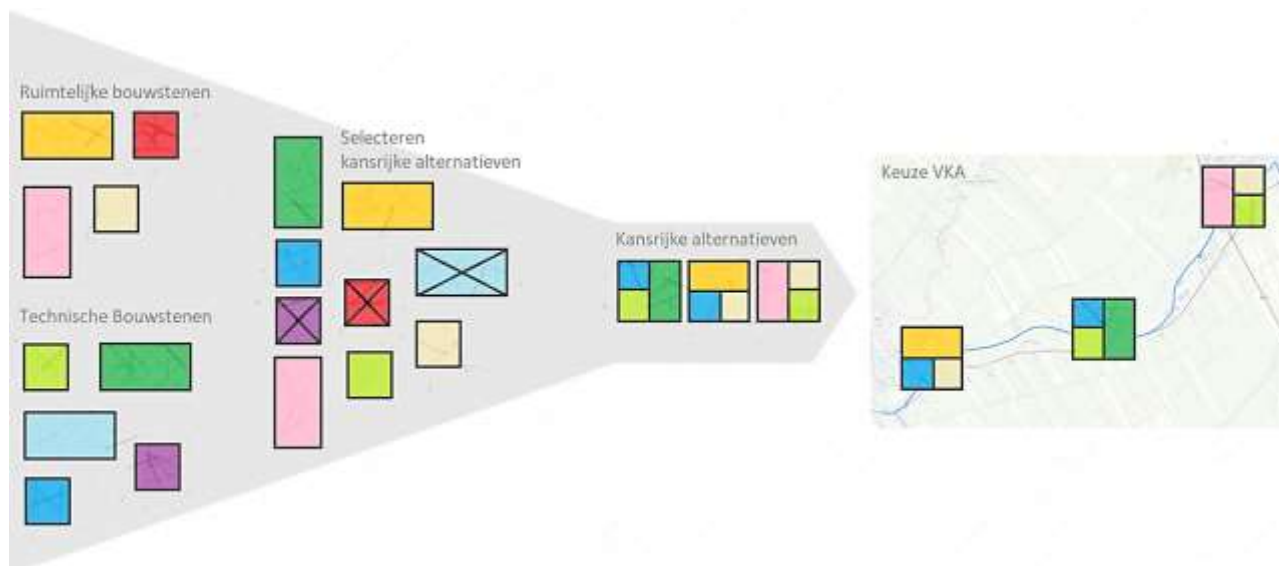 Ruimtelijke bouwstenen
Technische Bouwstenen
Selecteren
kansrijke alternatieven
Kansrijke alternatieven
Keuze VKA